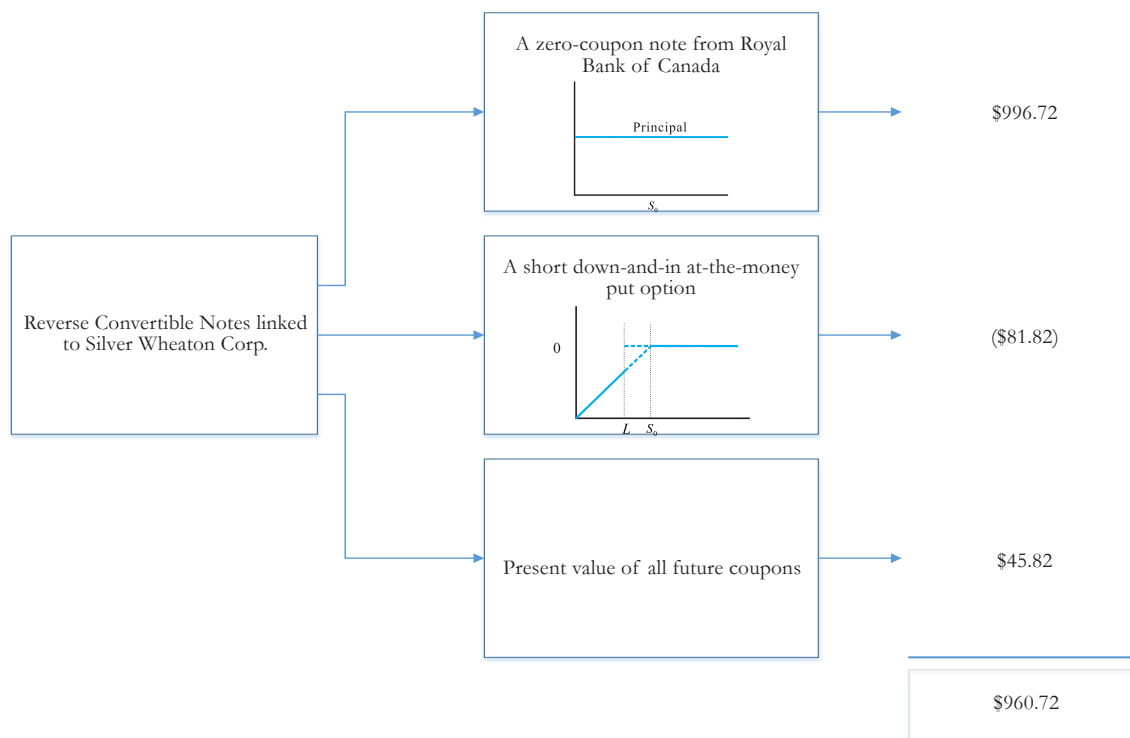 A zero-coupon note from Royal
Bank of Canada
Principal
S₀
$996.72
Reverse Convertible Notes linked
to Silver Wheaton Corp.
A short down-and-in at-the-money
put option
0
L S₀
($81.82)
Present value of all future coupons
$45.82
$960.72